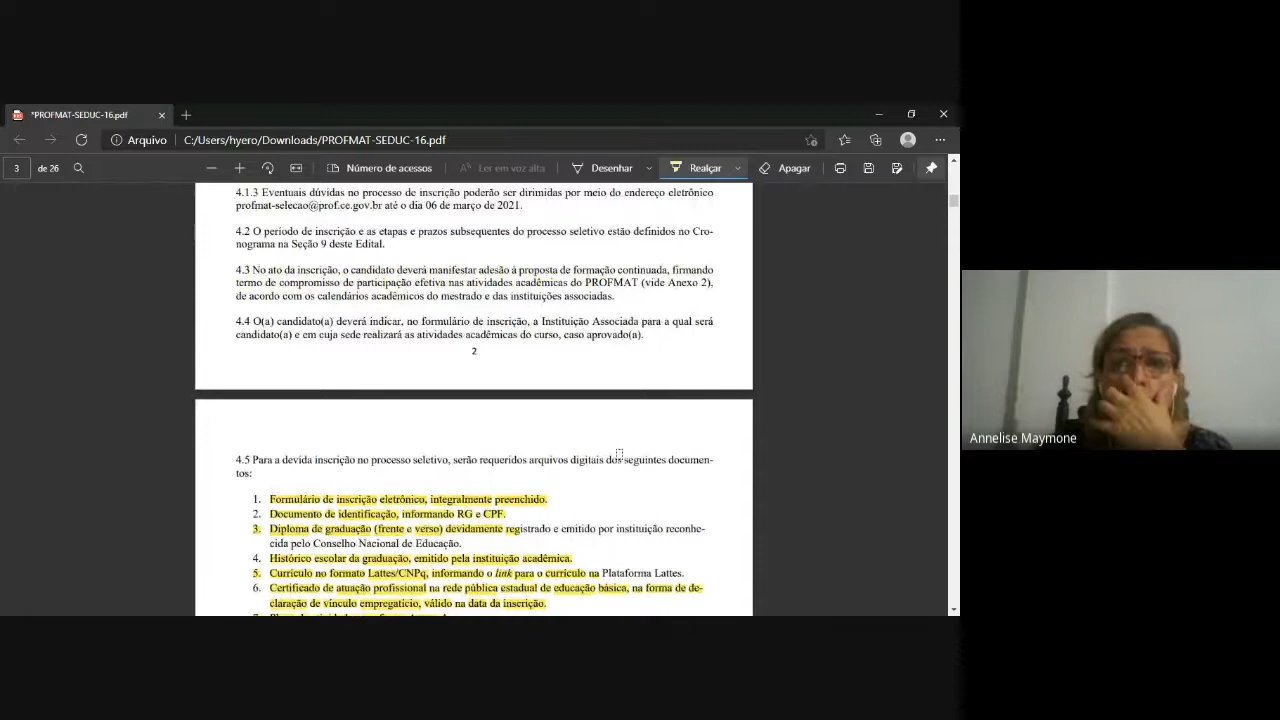 *PROFMAT-SEDUC-16.pdf
Arquivo
C:/Users/hyero/Downloads/PROFMAT-SEDUC-16.pdf
3 de 26
Número de acessos
Ler em voz alta
Desenhar
Realçar
Apagar
4.1.3 Eventuais dúvidas no processo de inscrição poderão ser dirimidas por meio do endereço eletrônico
profmat-selecao@prof.ce.gov.br até o dia 06 de março de 2021.
4.2 O período de inscrição e as etapas e prazos subsequentes do processo seletivo estão definidos no Cro-
nograma na Seção 9 deste Edital.
4.3 No ato da inscrição, o candidato deverá manifestar adesão à proposta de formação continuada, firmando
termo de compromisso de participação efetiva nas atividades acadêmicas do PROFMAT (vide Anexo 2),
de acordo com os calendários acadêmicos do mestrado e das instituições associadas.
4.4 O(a) candidato(a) deverá indicar, no formulário de inscrição, a Instituição Associada para a qual será
candidato(a) e em cuja sede realizará as atividades acadêmicas do curso, caso aprovado(a).
2
4.5 Para a devida inscrição no processo seletivo, serão requeridos arquivos digitais dos seguintes documen-
tos:
1. Formulário de inscrição eletrônico, integralmente preenchido.
2. Documento de identificação, informando RG e CPF.
3. Diploma de graduação (frente e verso) devidamente registrado e emitido por instituição reconhe-
cida pelo Conselho Nacional de Educação.
4. Histórico escolar da graduação, emitido pela instituição acadêmica.
5. Currículo no formato Lattes/CNPq, informando o link para o currículo na Plataforma Lattes.
6. Certificado de atuação profissional na rede pública estadual de educação básica, na forma de de-
claração de vínculo empregatício, válido na data da inscrição.
Annelise Maymone